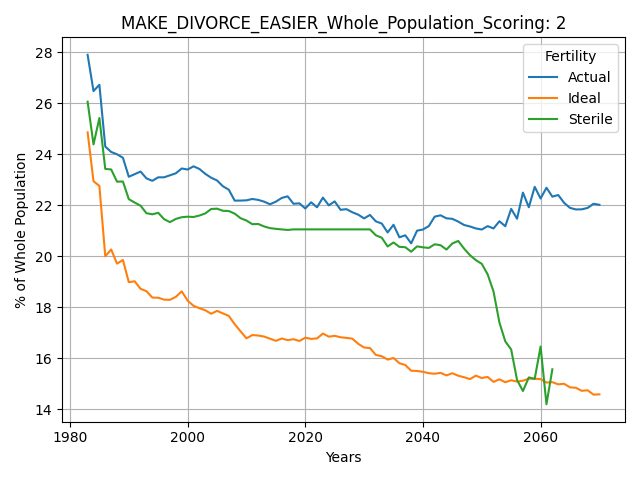 MAKE_DIVORCE_EASIER_Whole_Population_Scoring: 2
Fertility
Actual
Ideal
Sterile
% of Whole Population
28
26
24
22
20
18
16
14
1980
2000
2020
2040
2060
Years